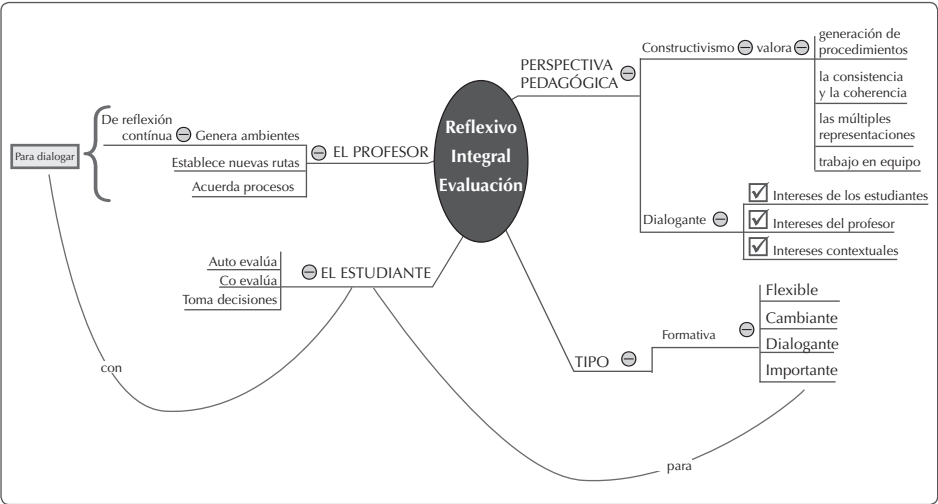 Reflexivo
Integral
Evaluación
PERSPECTIVA
PEDAGÓGICA
Constructivismo
valora
generación de
procedimientos
la consistencia
y la coherencia
las múltiples
representaciones
trabajo en equipo
Dialogante
Intereses de los estudiantes
Intereses del profesor
Intereses contextuales
TIPO
Formativa
Flexible
Cambiante
Dialogante
Importante
EL PROFESOR
De reflexión
contínua
Genera ambientes
Establece nuevas rutas
Acuerda procesos
Para dialogar
EL ESTUDIANTE
Auto evalúa
Co evalúa
Toma decisiones
con
para